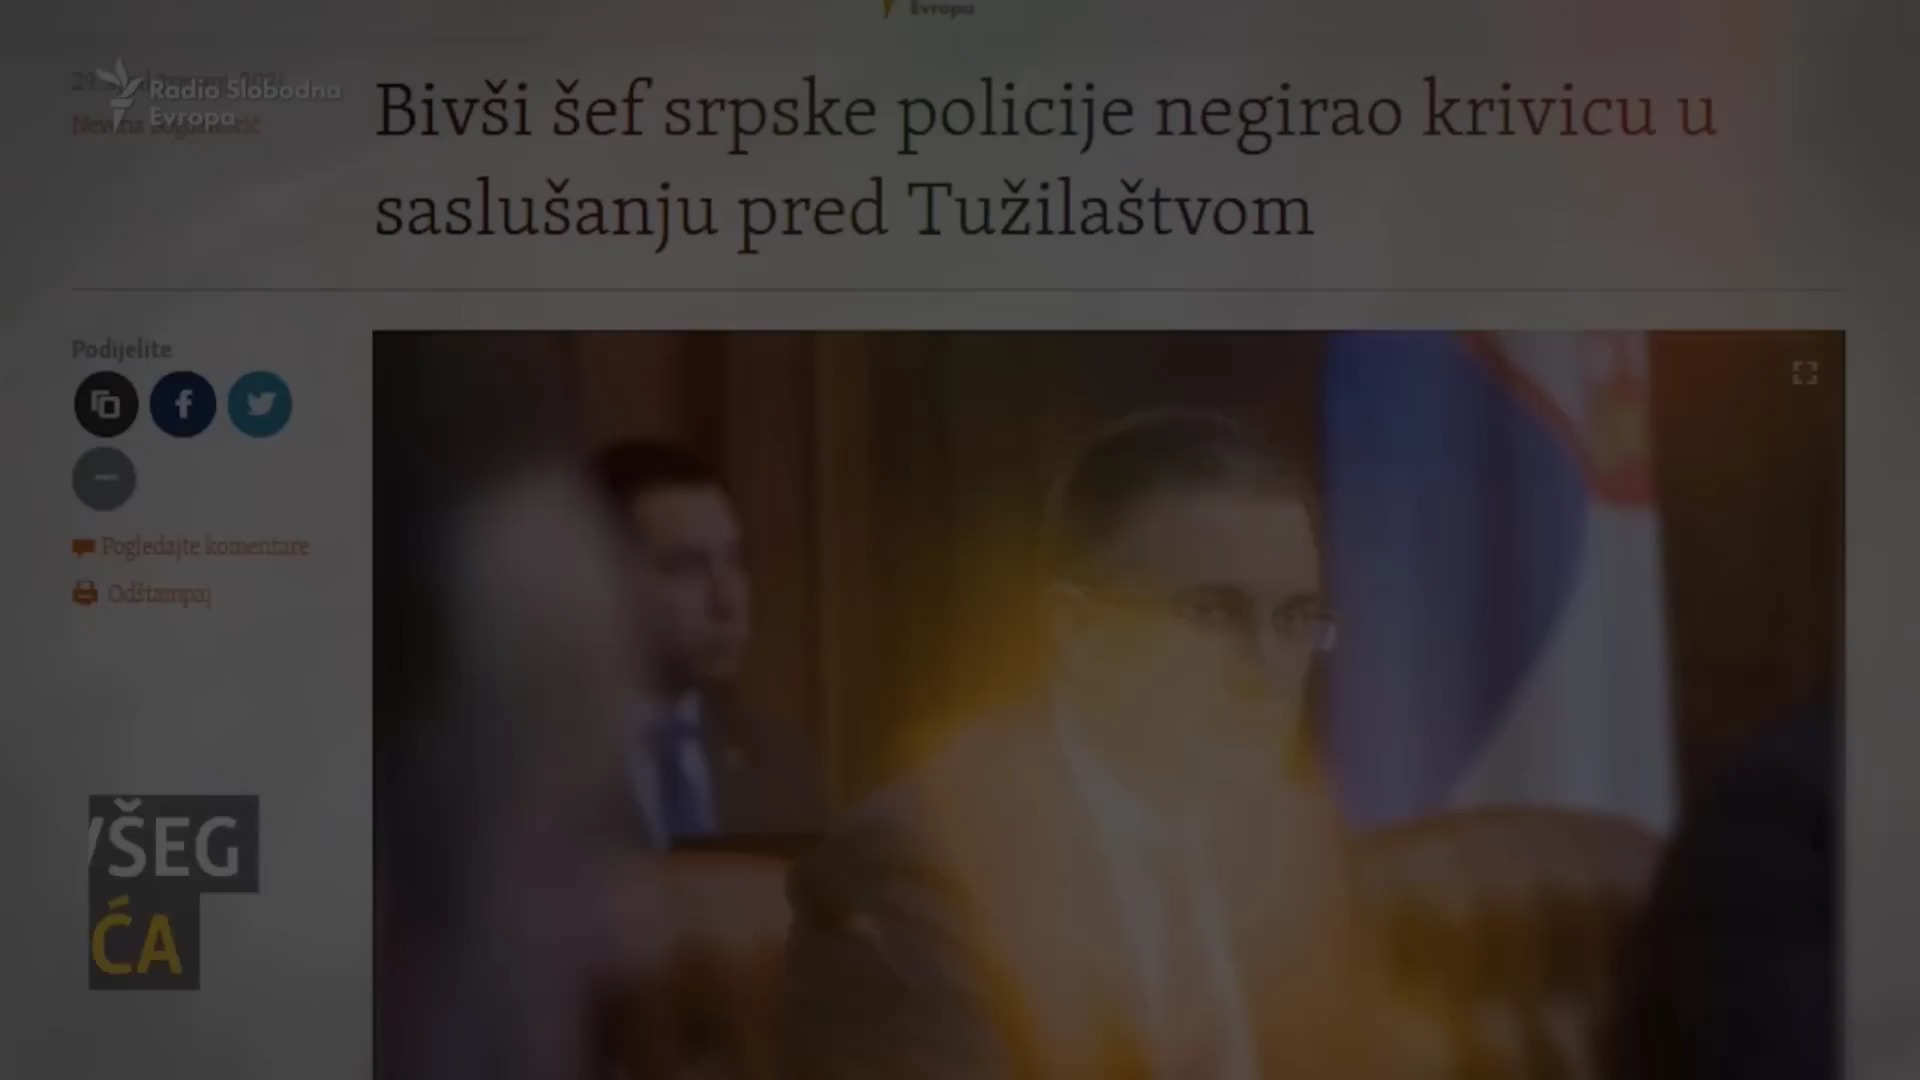 Evropa
Radio Slobodna
Evropa
Bivši šef srpske policije negirao krivicu u
saslušanju pred Tužilaštvom
Podijelite
Pogledajte komentare
Odštampaj
VŠEG
ĆA